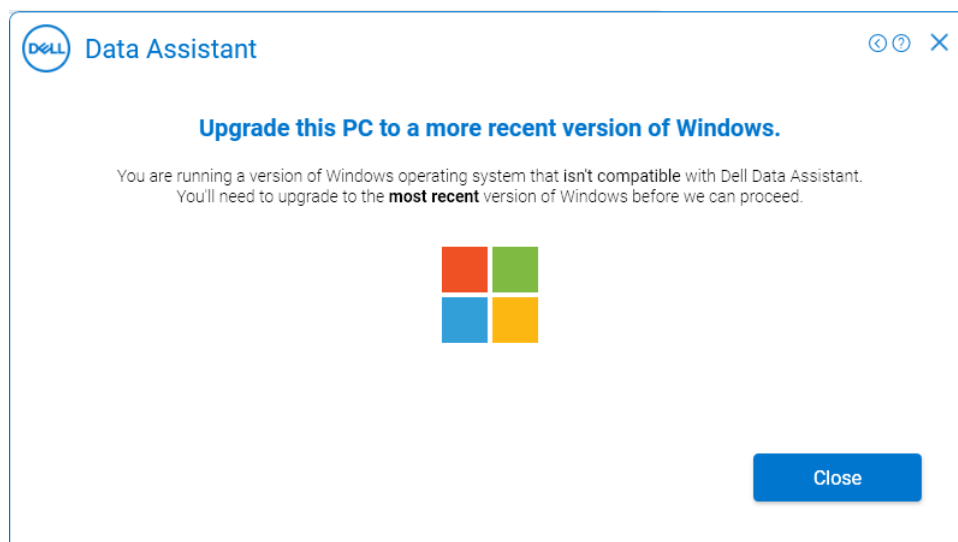 DELL Data Assistant
Upgrade this PC to a more recent version of Windows.
You are running a version of Windows operating system that isn't compatible with Dell Data Assistant.
You'll need to upgrade to the most recent version of Windows before we can proceed.
Close